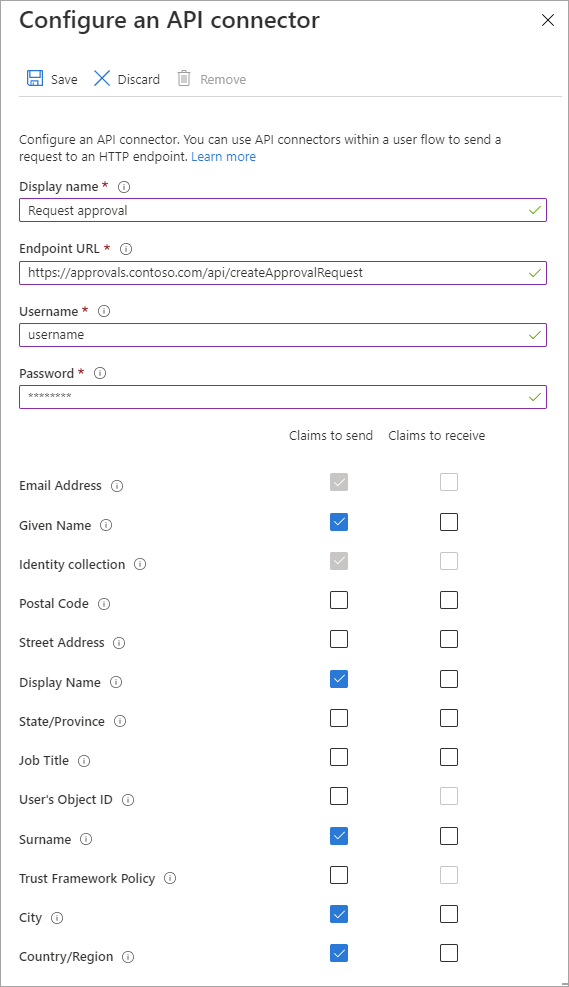 Configure an API connector
Save Discard Remove
Configure an API connector. You can use API connectors within a user flow to send a
request to an HTTP endpoint. Learn more
Display name *
Request approval
Endpoint URL *
https://approvals.contoso.com/api/createApprovalRequest
Username *
username
Password *
********
Claims to send Claims to receive
Email Address
Given Name
Identity collection
Postal Code
Street Address
Display Name
State/Province
Job Title
User's Object ID
Surname
Trust Framework Policy
City
Country/Region